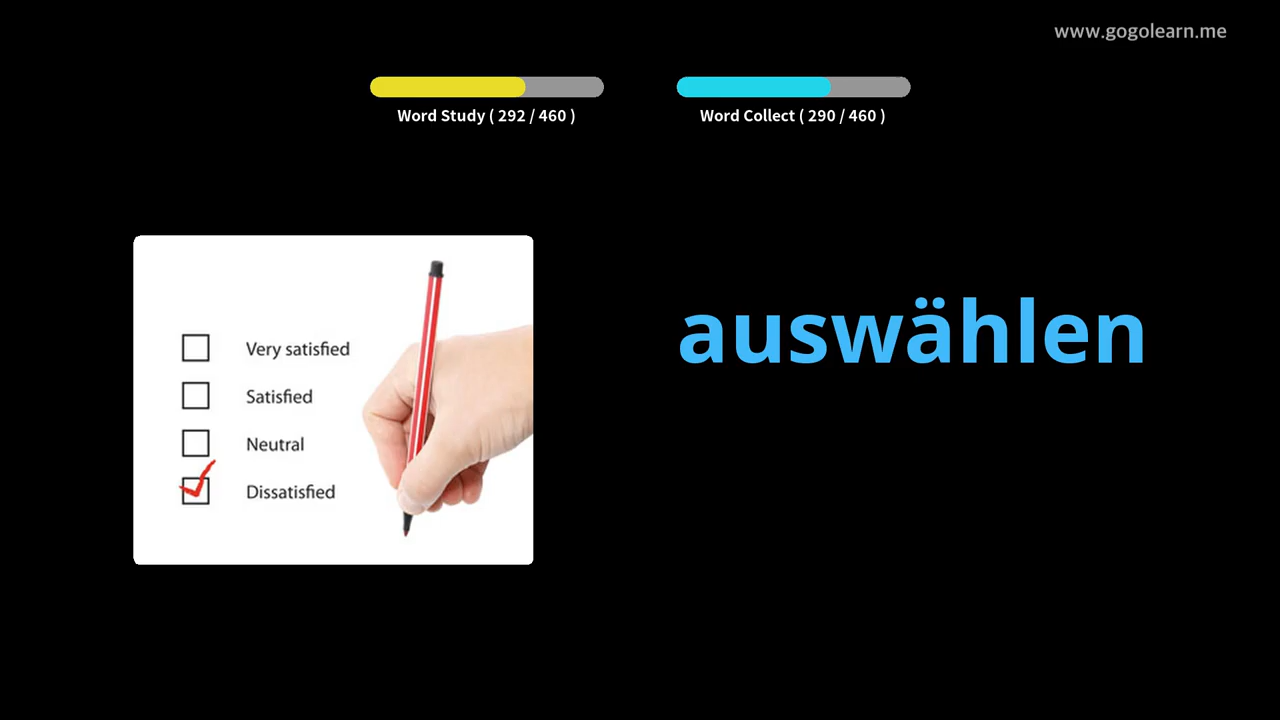 www.gogolearn.me
Word Study ( 292 / 460 )
Word Collect ( 290 / 460 )
Very satisfied
Satisfied
Neutral
Dissatisfied
auswählen